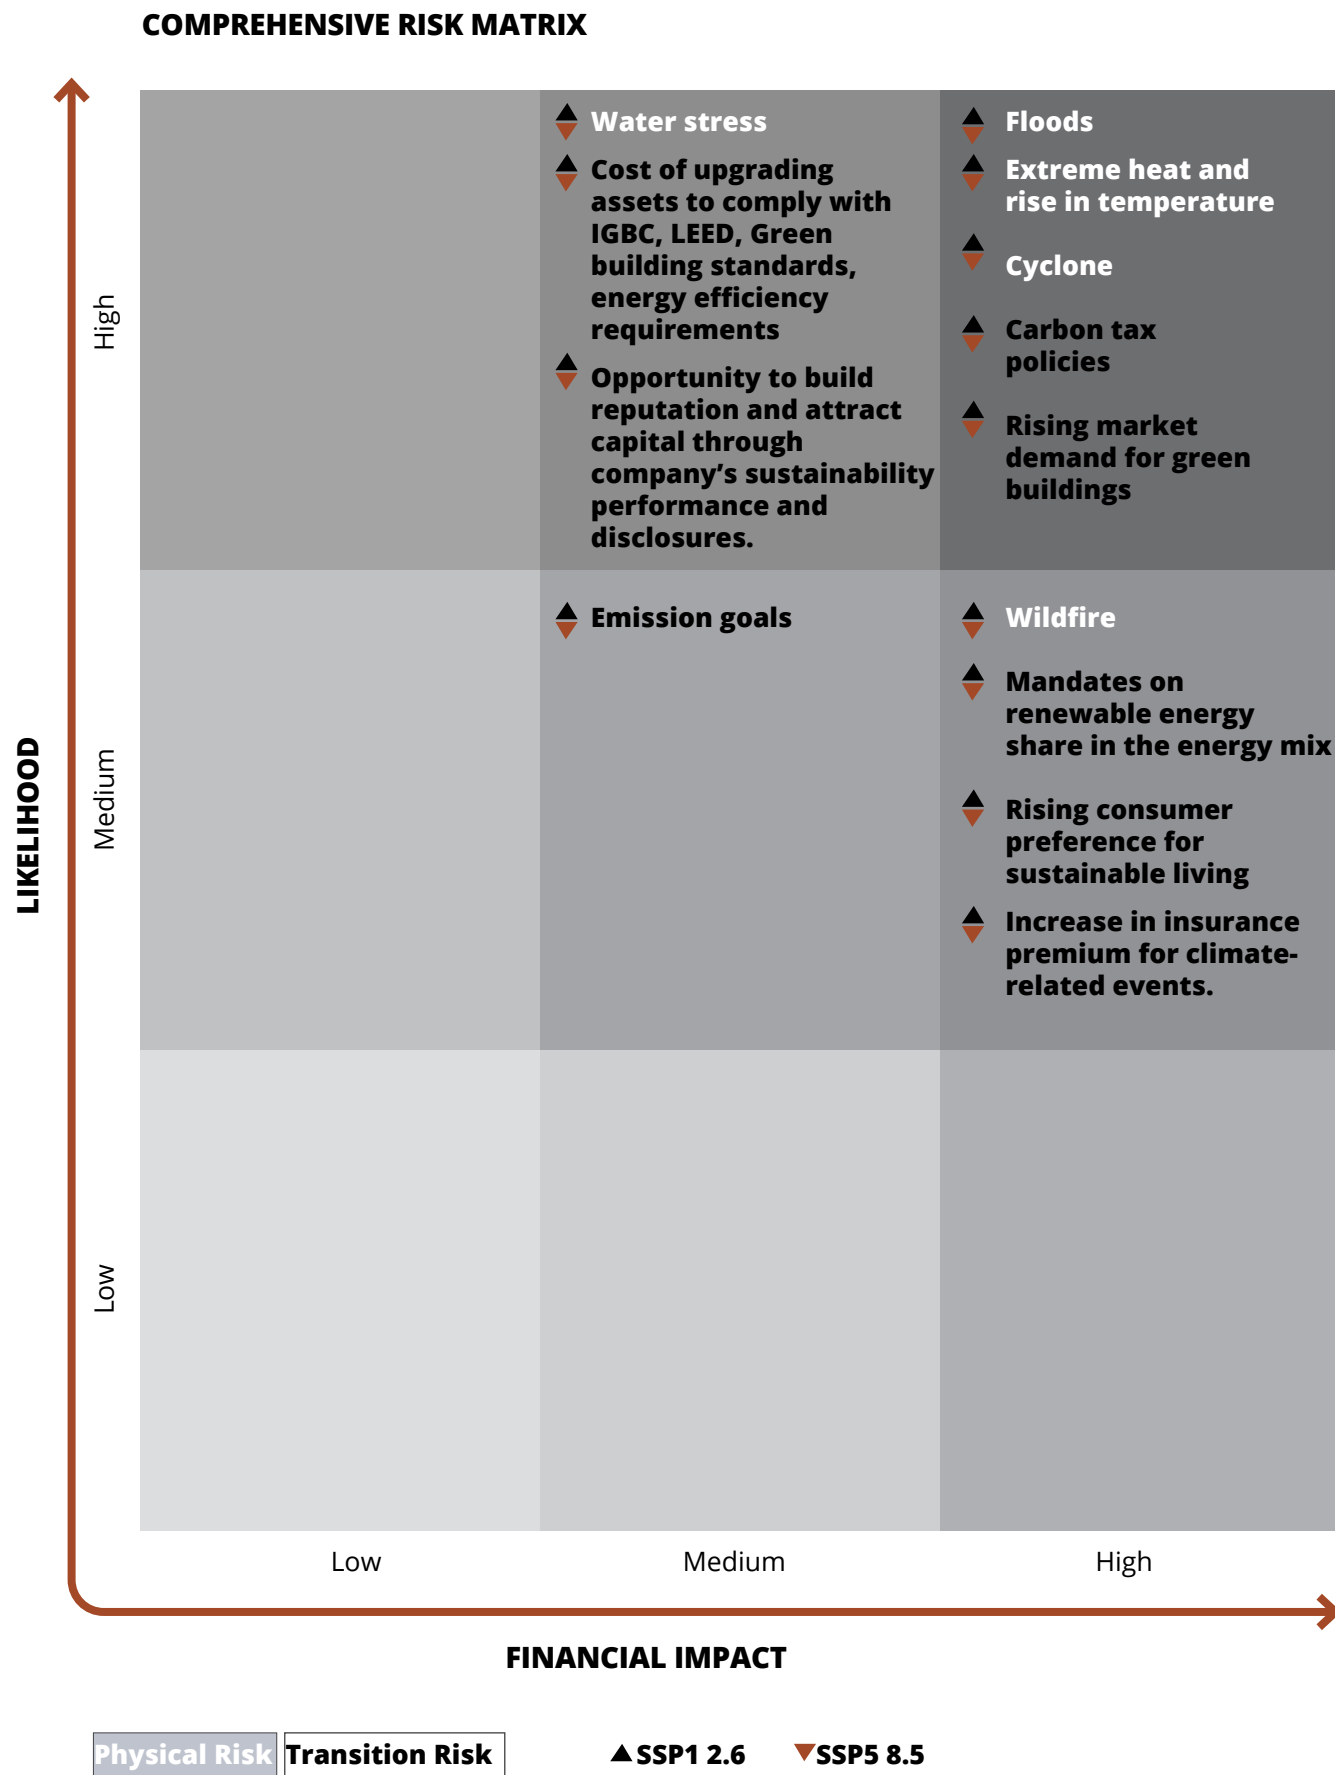 COMPREHENSIVE RISK MATRIX
LIKELIHOOD
High
Water stress
Cost of upgrading
assets to comply with
IGBC, LEED, Green
building standards,
energy efficiency
requirements
Opportunity to build
reputation and attract
capital through
company’s sustainability
performance and
disclosures.
Floods
Extreme heat and
rise in temperature
Cyclone
Carbon tax
policies
Rising market
demand for green
buildings
Medium
Emission goals
Wildfire
Mandates on
renewable energy
share in the energy mix
Rising consumer
preference for
sustainable living
Increase in insurance
premium for climate-
related events.
Low
Low
Medium
High
FINANCIAL IMPACT
Physical Risk
Transition Risk
SSP1 2.6
SSP5 8.5